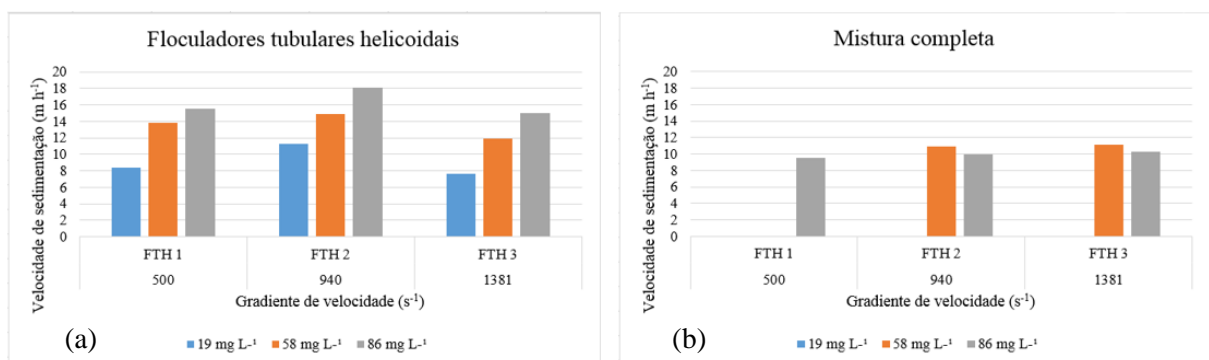 Floculadores tubulares helicoidais
Velocidade de sedimentação (m h⁻¹)
20
18
16
14
12
10
8
6
4
2
0
FTH 1 FTH 2 FTH 3
500 940 1381
Gradiente de velocidade (s⁻¹)
(a)
19 mg L⁻¹ 58 mg L⁻¹ 86 mg L⁻¹
Mistura completa
Velocidade de sedimentação (m h⁻¹)
20
18
16
14
12
10
8
6
4
2
0
FTH 1 FTH 2 FTH 3
500 940 1381
Gradiente de velocidade (s⁻¹)
(b)
19 mg L⁻¹ 58 mg L⁻¹ 86 mg L⁻¹